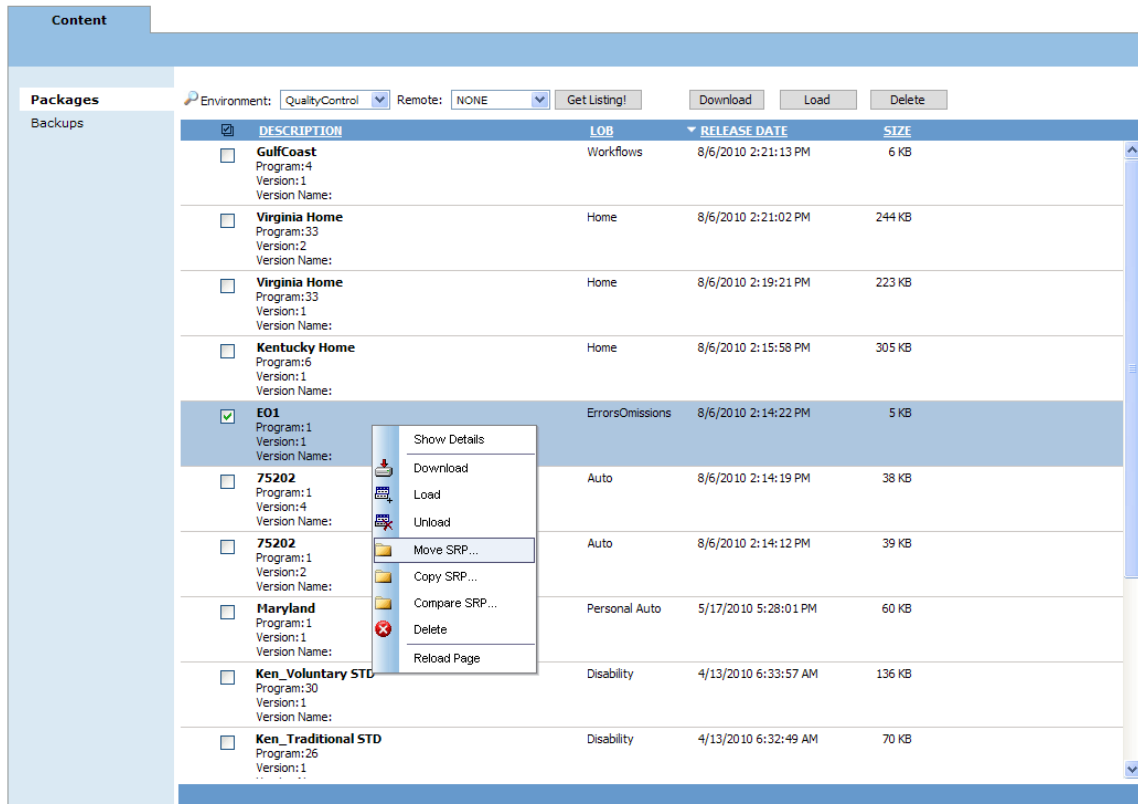 Content
Packages
Backups
Environment: QualityControl Remote: NONE Get Listing! Download Load Delete
DESCRIPTION LOB RELEASE DATE SIZE
GulfCoast Workflows 8/6/2010 2:21:13 PM 6 KB
Program:4
Version:1
Version Name:
Virginia Home Home 8/6/2010 2:21:02 PM 244 KB
Program:33
Version:2
Version Name:
Virginia Home Home 8/6/2010 2:19:21 PM 223 KB
Program:33
Version:1
Version Name:
Kentucky Home Home 8/6/2010 2:15:58 PM 305 KB
Program:6
Version:1
Version Name:
EO1 ErrorsOmissions 8/6/2010 2:14:22 PM 5 KB
Program:1
Version:1
Version Name:
Show Details
Download
Load
Unload
Move SRP...
Copy SRP...
Compare SRP...
Delete
Reload Page
75202 Auto 8/6/2010 2:14:19 PM 38 KB
Program:1
Version:4
Version Name:
75202 Auto 8/6/2010 2:14:12 PM 39 KB
Program:1
Version:2
Version Name:
Maryland Personal Auto 5/17/2010 5:28:01 PM 60 KB
Program:1
Version:1
Version Name:
Ken_Voluntary STD Disability 4/13/2010 6:33:57 AM 136 KB
Program:30
Version:1
Version Name:
Ken_Traditional STD Disability 4/13/2010 6:32:49 AM 70 KB
Program:26
Version:1